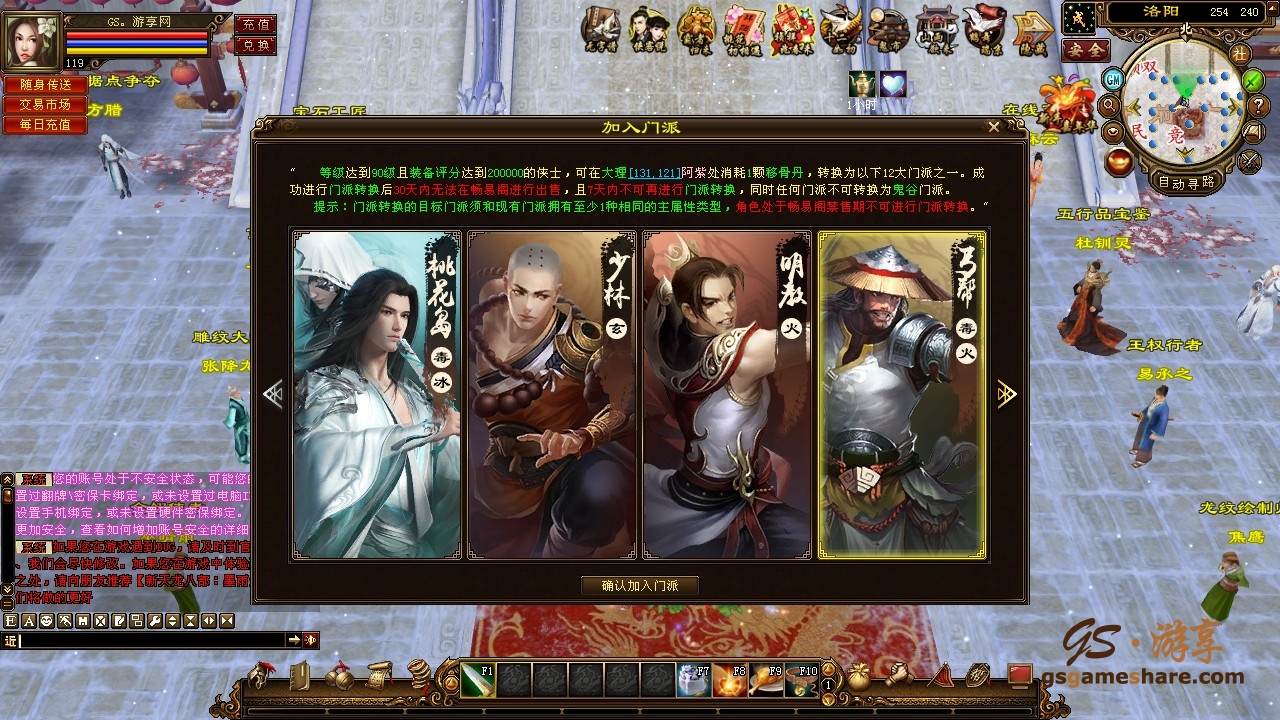 GS。游享网
充值
兑换
119
随身传送
交易市场
每日充值
据点争夺
方腊
宝石工匠
1小时
洛阳
254 240
北
安全
GM
自动寻路
加入门派
“ 等级达到90级且装备评分达到200000的侠士，可在大理[131,121]阿紫处消耗1颗移骨丹，转换为以下12大门派之一。成
功进行门派转换后30天内无法在畅易阁进行出售，且7天内不可再进行门派转换，同时任何门派不可转换为鬼谷门派。
提示：门派转换的目标门派须和现有门派拥有至少1种相同的主属性类型，角色处于畅易阁禁售期不可进行门派转换。“
桃花岛
毒
冰
少林
玄
明教
火
马帮
毒
火
确认加入门派
雕纹大
张降龙
五行品宝鉴
杜钏灵
王权行者
易承之
龙纹绘制师
焦鹰
系统 您的账号处于不安全状态，可能您
置过翻牌\密保卡绑定，或未设置过电脑I
设置手机绑定，或未设置硬件密保绑定。
更加安全，查看如何增加账号安全的详细
系统 如果您在游戏遇到BUG，请及时到官
、我们会尽快修改。如果您在游戏中体验
之处，请向朋友推荐【新天龙八部：墨雨
们将做的更好
近
F1
F7
F8
F9
F10
1
GS·游享
gsgameshare.com